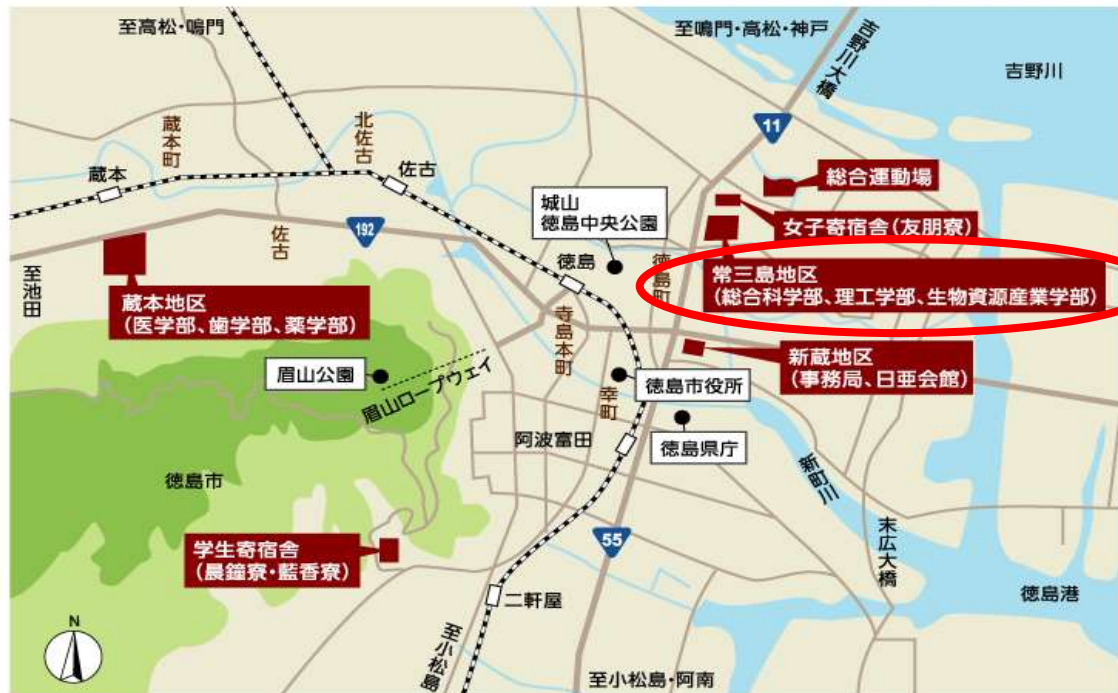 至高松・鳴門
至鳴門・高松・神戸
吉野川大橋
吉野川
11
蔵本町
北佐古
蔵本
佐古
総合運動場
城山
徳島中央公園
女子寄宿舎(友朋寮)
192
佐古
徳島
徳島町
常三島地区
(総合科学部、理工学部、生物資源産業学部)
至池田
蔵本地区
(医学部、歯学部、薬学部)
寺島本町
新蔵地区
(事務局、日亜会館)
眉山公園
眉山ロープウェイ
幸町
徳島市役所
阿波富田
徳島県庁
新町川
徳島市
末広大橋
学生寄宿舎
(晨鐘寮・藍香寮)
55
徳島港
二軒屋
N
至小松島
至小松島・阿南